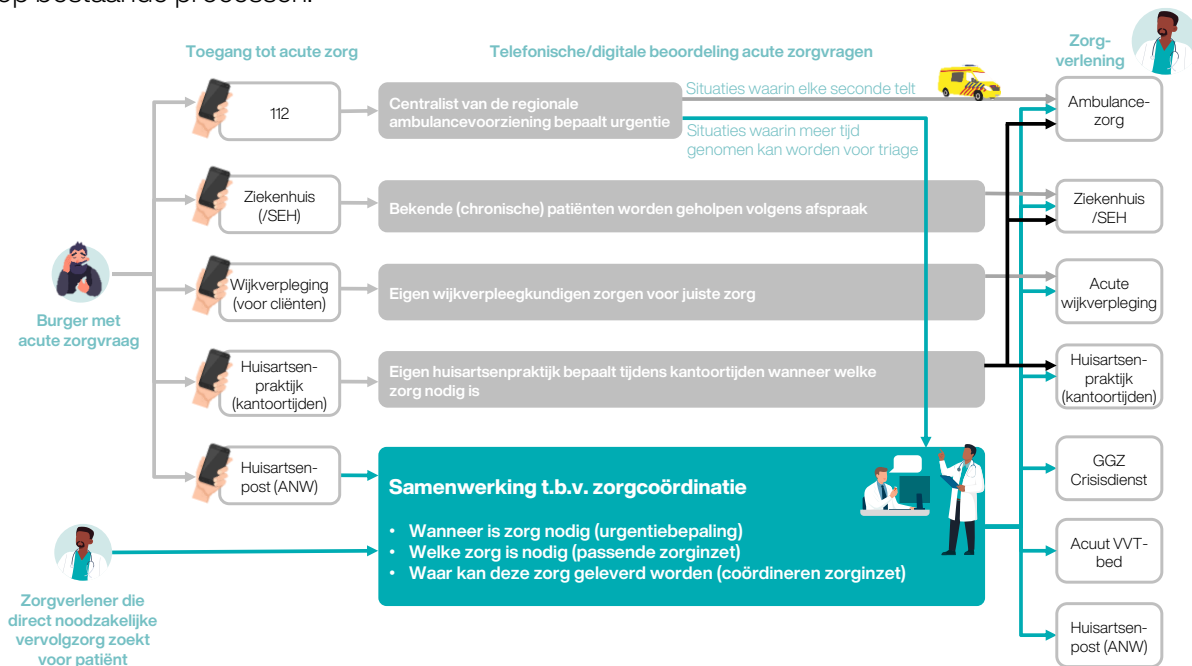 op bestaande processen.
Toegang tot acute zorg
Telefonische/digitale beoordeling acute zorgvragen
Zorg-
verlening
112
Centralist van de regionale
ambulancevoorziening bepaalt urgentie
Situaties waarin elke seconde telt
Situaties waarin meer tijd
genomen kan worden voor triage
Ambulance-
zorg
Ziekenhuis
(/SEH)
Bekende (chronische) patiënten worden geholpen volgens afspraak
Ziekenhuis
/SEH
Burger met
acute zorgvraag
Wijkverpleging
(voor cliënten)
Eigen wijkverpleegkundigen zorgen voor juiste zorg
Acute
wijkverpleging
Huisartsen-
praktijk
(kantoortijden)
Eigen huisartsenpraktijk bepaalt tijdens kantoortijden wanneer welke
zorg nodig is
Huisartsen-
praktijk
(kantoortijden)
Huisartsen-
post (ANW)
Samenwerking t.b.v. zorgcoördinatie
• Wanneer is zorg nodig (urgentiebepaling)
• Welke zorg is nodig (passende zorginzet)
• Waar kan deze zorg geleverd worden (coördineren zorginzet)
GGZ
Crisisdienst
Acuut VVT-
bed
Huisartsen-
post (ANW)
Zorgverlener die
direct noodzakelijke
vervolgzorg zoekt
voor patiënt